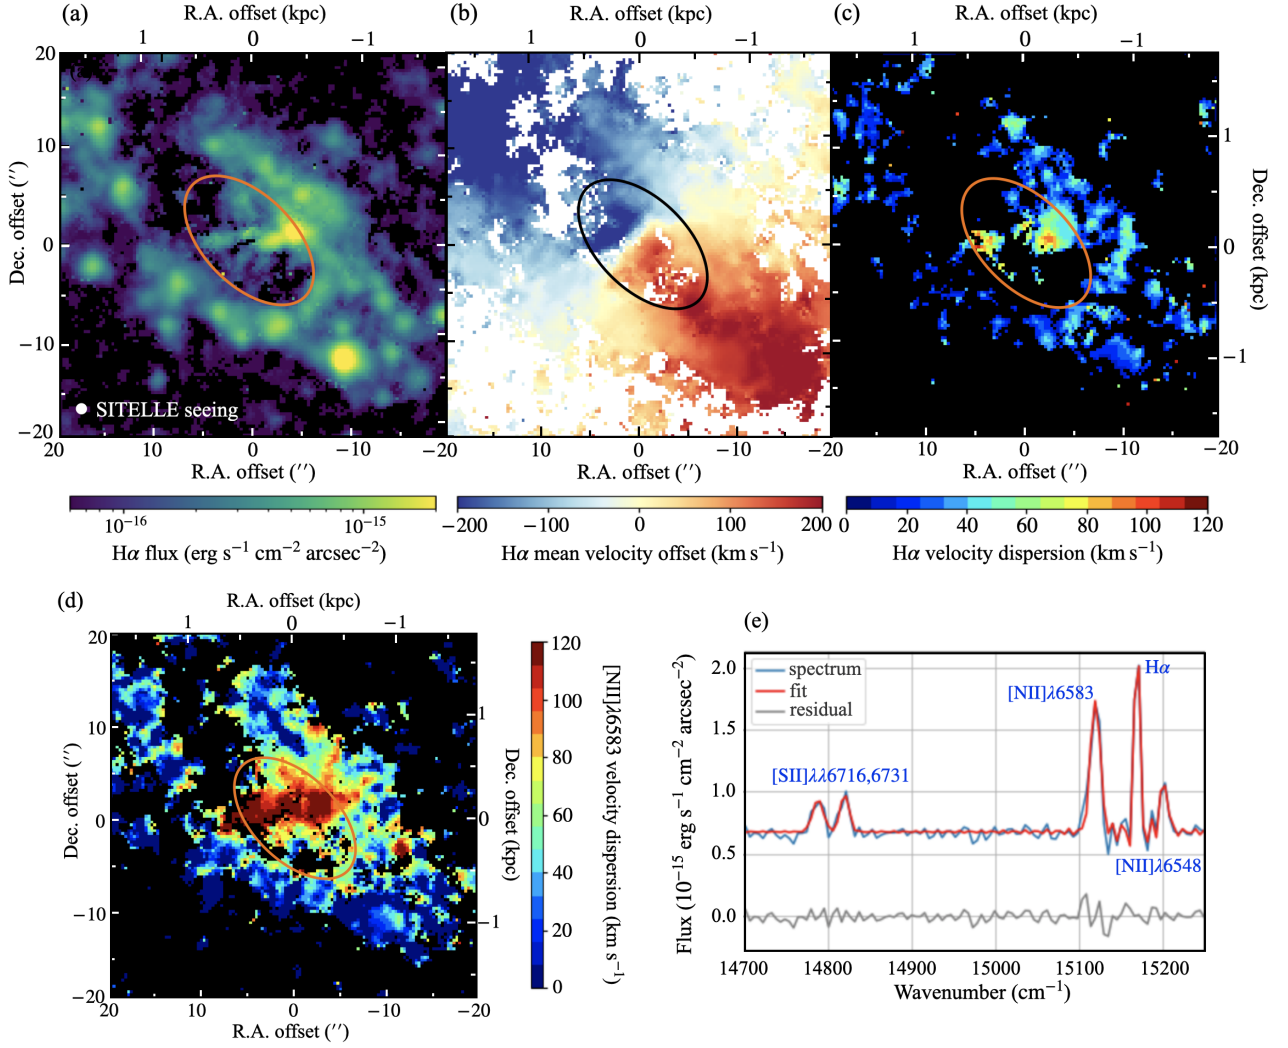 (a)
R.A. offset (kpc)
1 0 −1
20
10
0
−10
−20
Dec. offset (′′)
SITELLE seeing
10 0 −10 −20
R.A. offset (′′)
10⁻¹⁶ 10⁻¹⁵
Hα flux (erg s⁻¹ cm⁻² arcsec⁻²)
(b)
R.A. offset (kpc)
1 0 −1
10 0 −10
R.A. offset (′′)
−200 −100 0 100 200
Hα mean velocity offset (km s⁻¹)
(c)
R.A. offset (kpc)
1 0 −1
1
0
−1
Dec. offset (kpc)
10 0 −10 −20
R.A. offset (′′)
0 20 40 60 80 100 120
Hα velocity dispersion (km s⁻¹)
(d)
R.A. offset (kpc)
1 0 −1
20
10
0
−10
−20
Dec. offset (′′)
1
0
−1
Dec. offset (kpc)
20 10 0 −10 −20
R.A. offset (′′)
120
100
80
60
40
20
0
[NII]λ6583 velocity dispersion (km s⁻¹)
(e)
spectrum
fit
residual
Hα
[NII]λ6583
[SII]λλ6716,6731
[NII]λ6548
2.0
1.5
1.0
0.5
0.0
Flux (10⁻¹⁵ erg s⁻¹ cm⁻² arcsec⁻²)
14700 14800 14900 15000 15100 15200
Wavenumber (cm⁻¹)